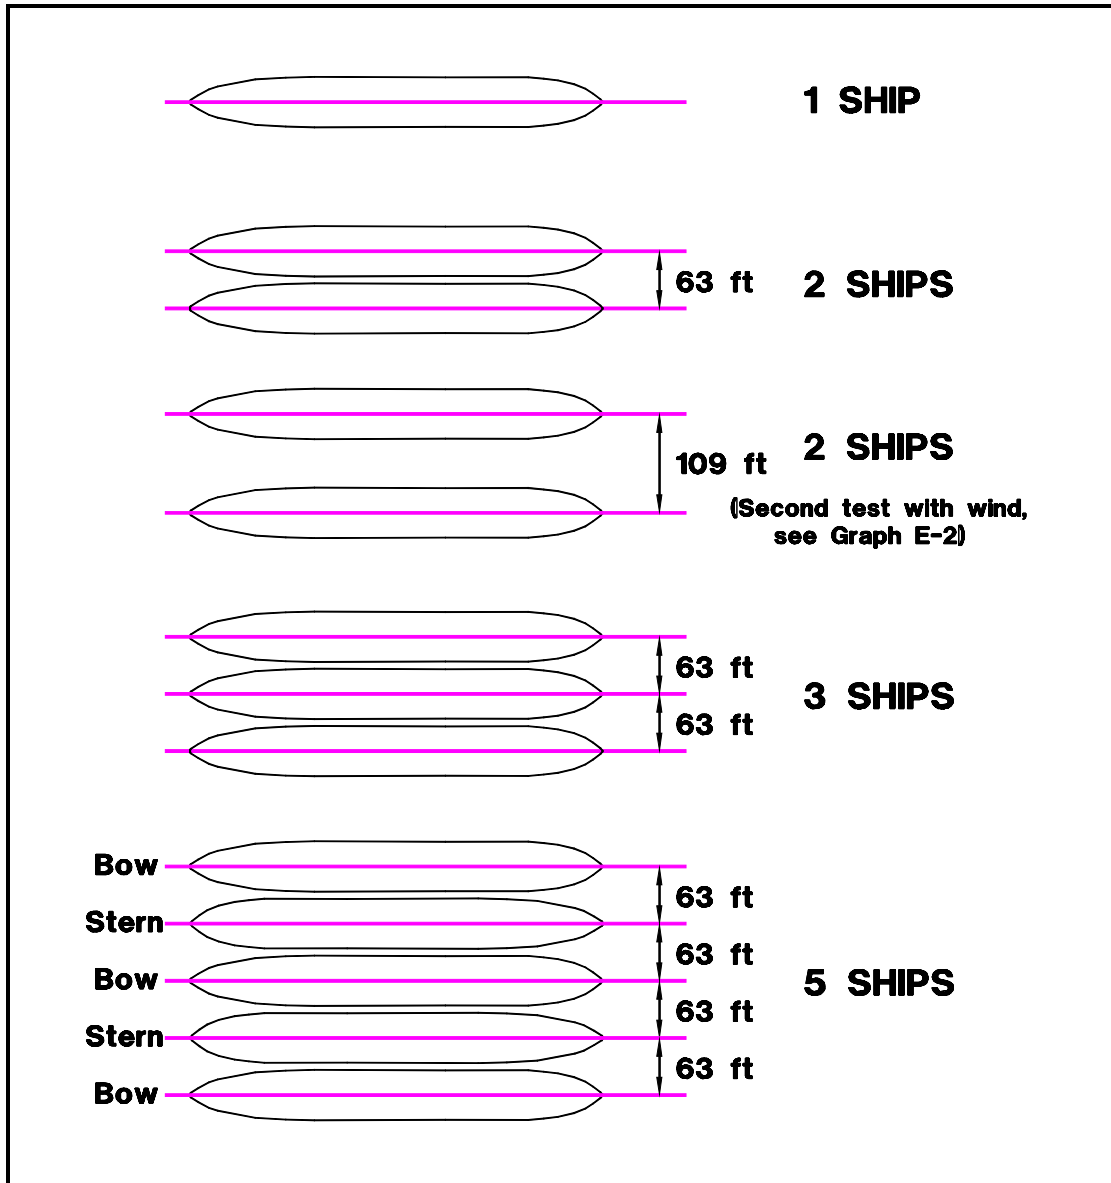 1 SHIP
63 ft
2 SHIPS
109 ft
2 SHIPS
(Second test with wind,
see Graph E-2)
63 ft
63 ft
3 SHIPS
Bow
63 ft
Stern
63 ft
Bow
5 SHIPS
63 ft
Stern
63 ft
Bow